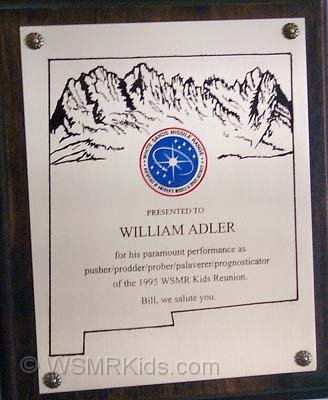 WHITE SANDS MISSILE RANGE
PRESENTED TO
WILLIAM ADLER
for his paramount performance as
pusher/prodder/prober/palaverer/prognosticator
of the 1995 WSMR Kids Reunion.
Bill, we salute you.
© WSMRKids.com